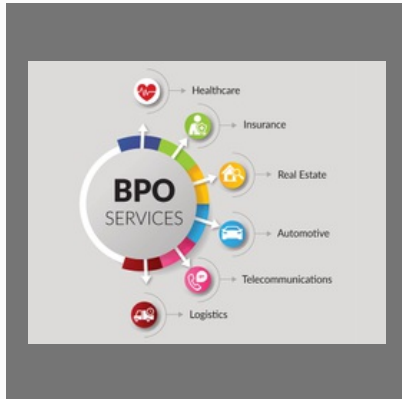 Healthcare
Insurance
Real Estate
Automotive
Telecommunications
Logistics
BPO
SERVICES